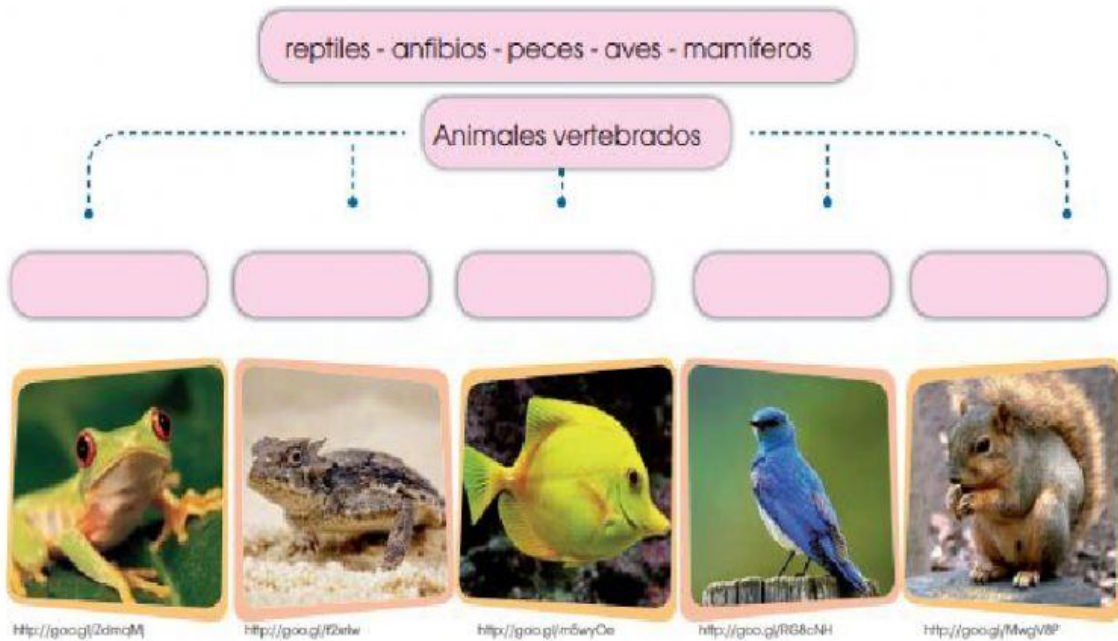 reptiles - anfibios - peces - aves - mamíferos
Animales vertebrados